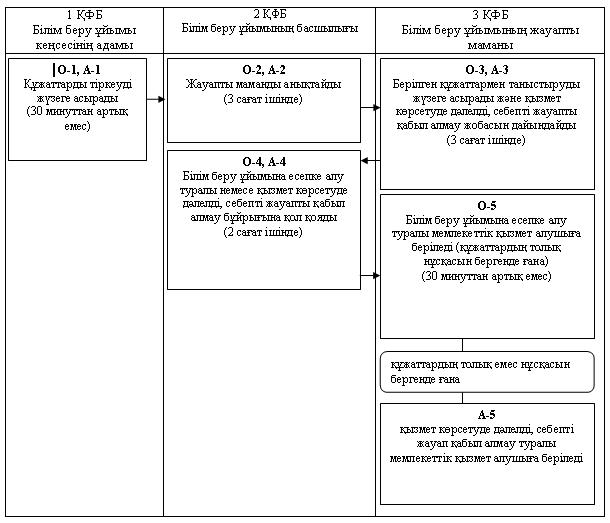 1 ҚФБ
Білім беру ұйымы
кеңсесінің адамы
2 ҚФБ
Білім беру ұйымының басшылығы
3 ҚФБ
Білім беру ұйымының жауапты
маманы
О-1, А-1
Құжаттарды тіркеуді
жүзеге асырады
(30 минуттан артық
емес)
О-2, А-2
Жауапты маманды анықтайды
(3 сағат ішінде)
О-3, А-3
Берілген құжаттармен таныстыруды
жүзеге асырады және қызмет
көрсетуде дәлелді, себепті жауапты
қабыл алмау жобасын дайындайды
(3 сағат ішінде)
О-4, А-4
Білім беру ұйымына есепке алу
туралы немесе қызмет көрсетуде
дәлелді, себепті жауапты қабыл
алмау бұйрығына қол қояды
(2 сағат ішінде)
О-5
Білім беру ұйымына есепке алу
туралы мемлекеттік қызмет алушыға
беріледі (құжаттардың толық
нұсқасын бергенде ғана)
(30 минуттан артық емес)
құжаттардың толық емес нұсқасын
бергенде ғана
А-5
қызмет көрсетуде дәлелді, себепті
жауап қабыл алмау туралы
мемлекеттік қызмет алушыға беріледі